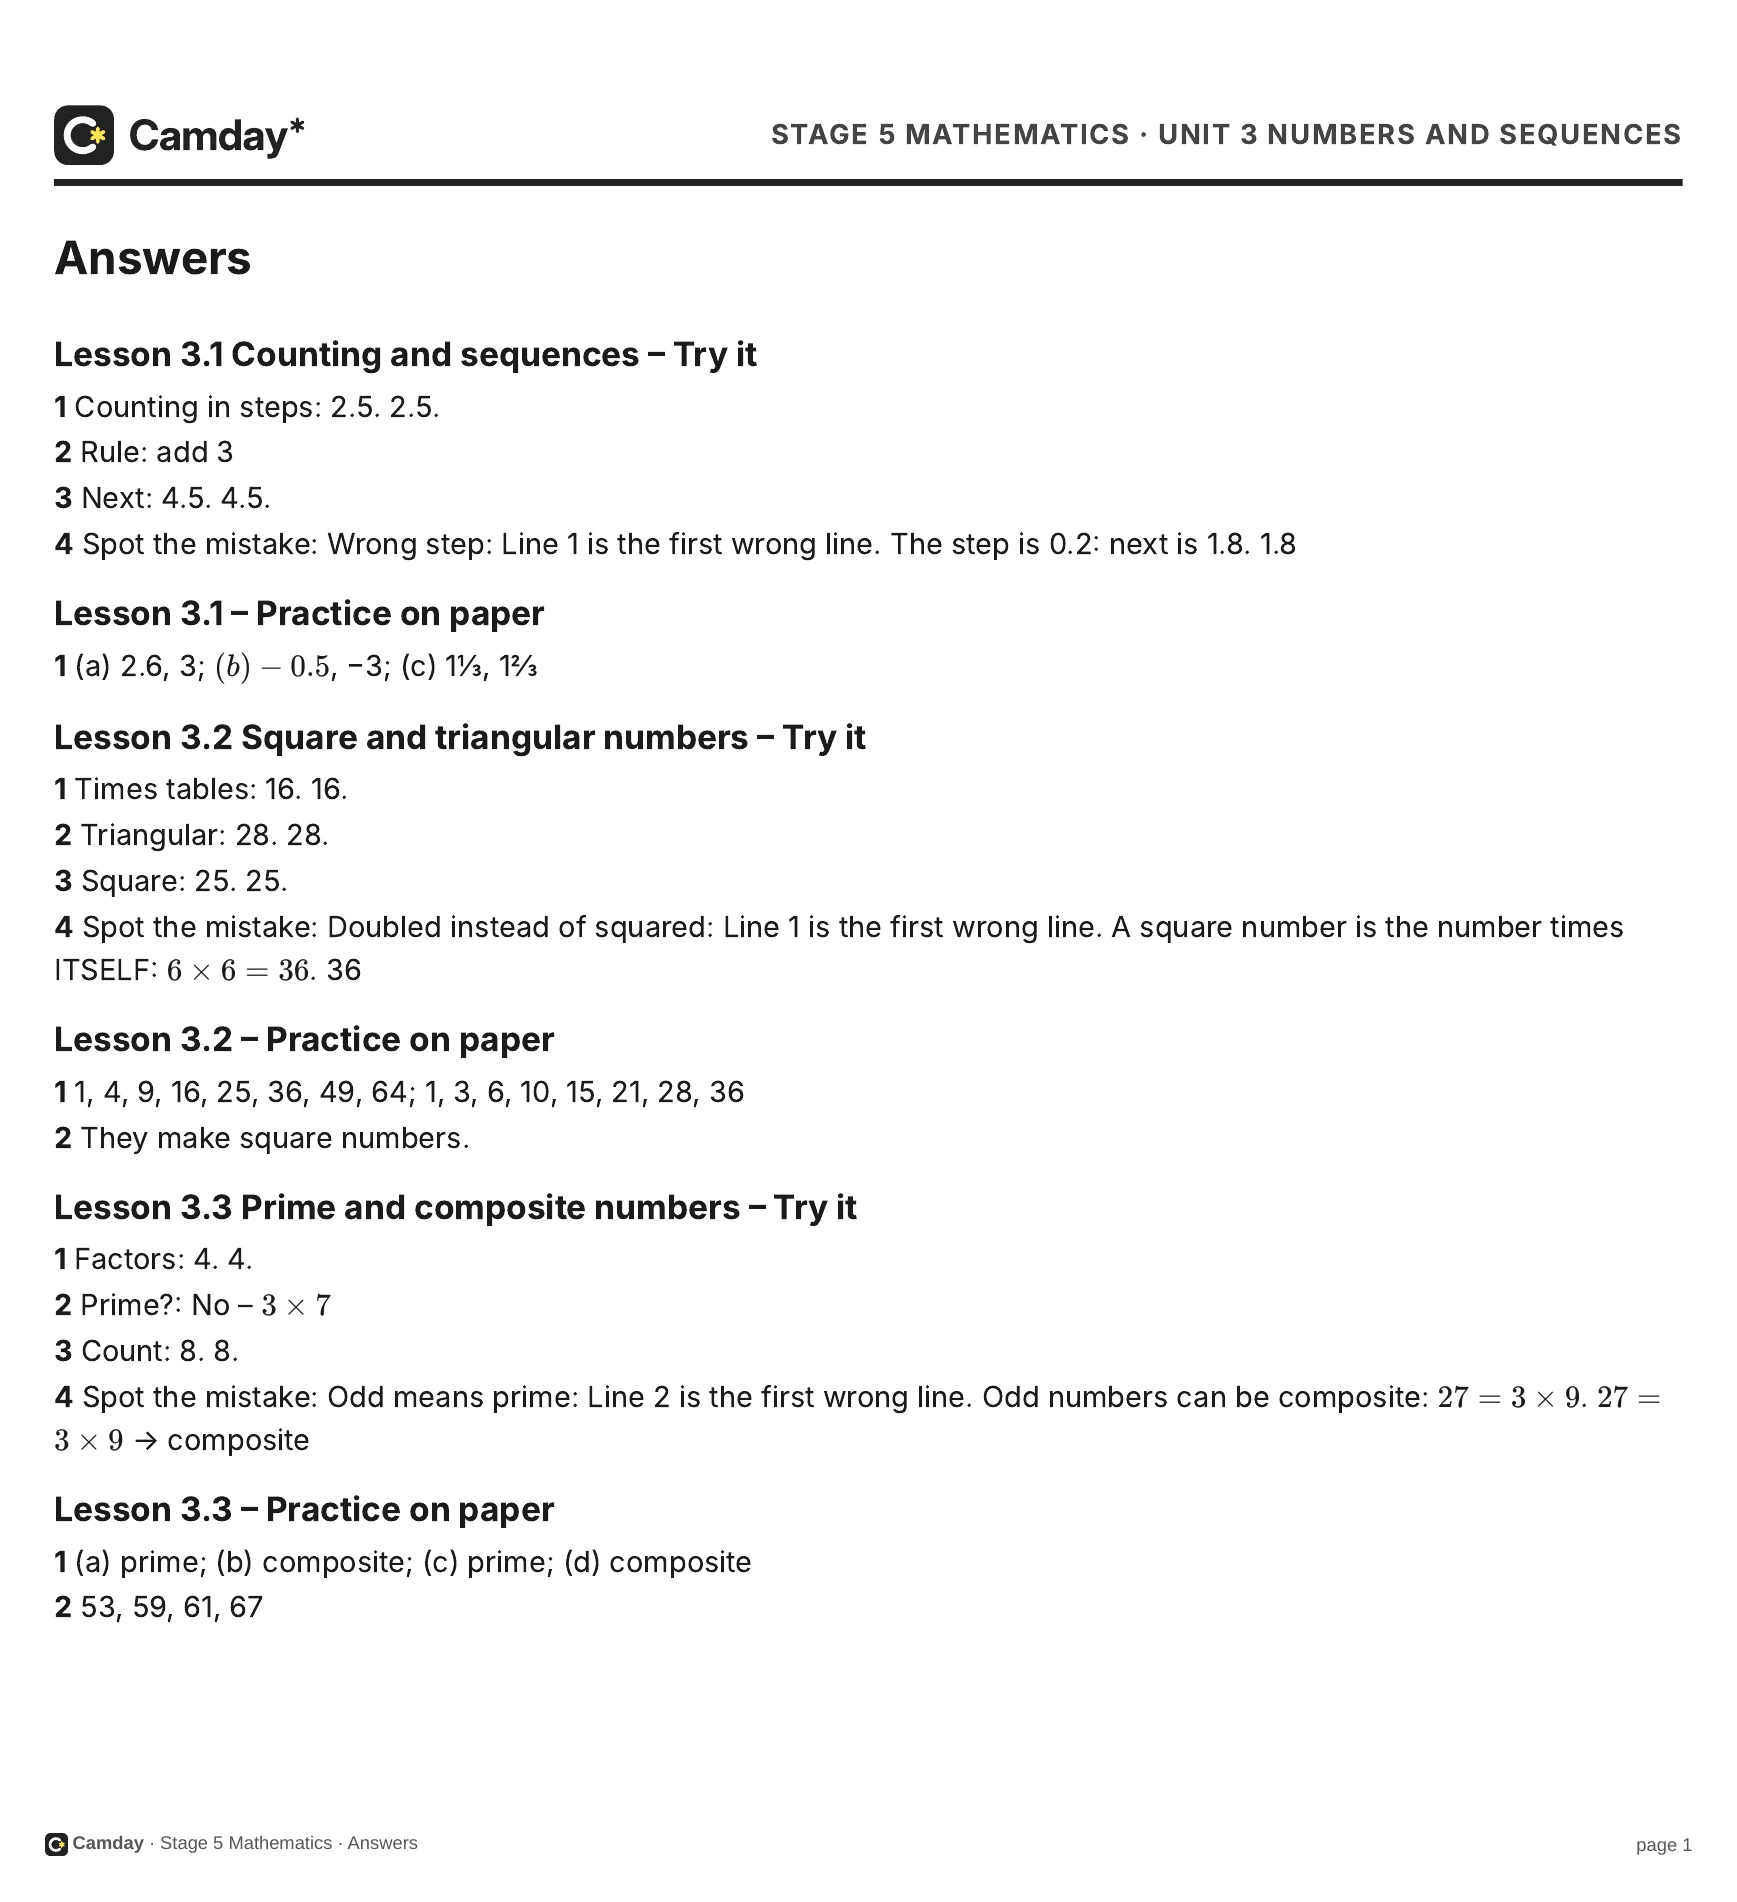 Camday*
STAGE 5 MATHEMATICS · UNIT 3 NUMBERS AND SEQUENCES
Answers
Lesson 3.1 Counting and sequences – Try it
1 Counting in steps: 2.5. 2.5.
2 Rule: add 3
3 Next: 4.5. 4.5.
4 Spot the mistake: Wrong step: Line 1 is the first wrong line. The step is 0.2: next is 1.8. 1.8
Lesson 3.1 – Practice on paper
1 (a) 2.6, 3; (b) − 0.5, −3; (c) 1⅓, 1⅔
Lesson 3.2 Square and triangular numbers – Try it
1 Times tables: 16. 16.
2 Triangular: 28. 28.
3 Square: 25. 25.
4 Spot the mistake: Doubled instead of squared: Line 1 is the first wrong line. A square number is the number times
ITSELF: 6 × 6 = 36. 36
Lesson 3.2 – Practice on paper
1 1, 4, 9, 16, 25, 36, 49, 64; 1, 3, 6, 10, 15, 21, 28, 36
2 They make square numbers.
Lesson 3.3 Prime and composite numbers – Try it
1 Factors: 4. 4.
2 Prime?: No – 3 × 7
3 Count: 8. 8.
4 Spot the mistake: Odd means prime: Line 2 is the first wrong line. Odd numbers can be composite: 27 = 3 × 9. 27 =
3 × 9 → composite
Lesson 3.3 – Practice on paper
1 (a) prime; (b) composite; (c) prime; (d) composite
2 53, 59, 61, 67
Camday · Stage 5 Mathematics · Answers
page 1